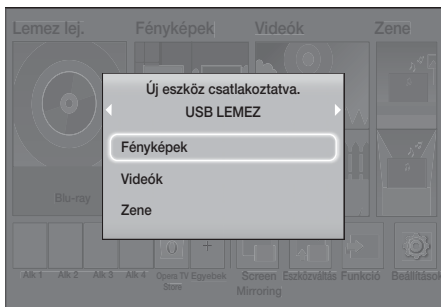 Lemez lej. Fényképek Videók Zene
Új eszköz csatlakoztatva.
USB LEMEZ
Fényképek
Videók
Zene
Blu-ray
Alk 1 Alk 2 Alk 3 Alk 4 Opera TV Store Egyebek Screen Mirroring Eszközváltás Funkció Beállítások